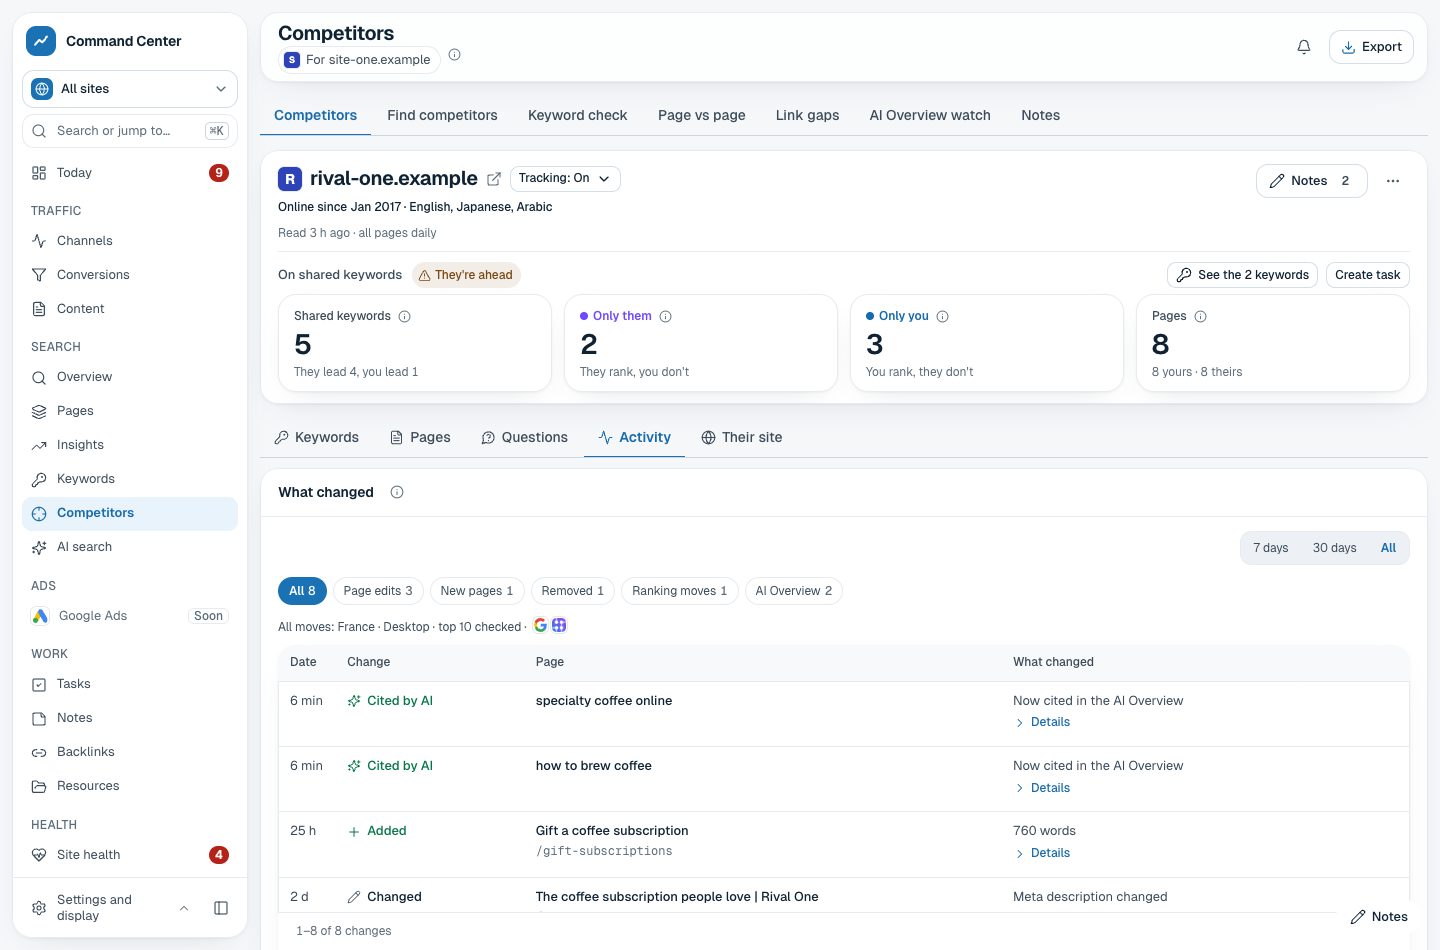 Command Center
All sites
Search or jump to...
⌘K
Today
9
TRAFFIC
Channels
Conversions
Content
SEARCH
Overview
Pages
Insights
Keywords
Competitors
AI search
ADS
Google Ads
Soon
WORK
Tasks
Notes
Backlinks
Resources
HEALTH
Site health
4
Settings and
display
Competitors
S For site-one.example
Export
Competitors
Find competitors
Keyword check
Page vs page
Link gaps
AI Overview watch
Notes
R rival-one.example
Tracking: On
Notes 2
Online since Jan 2017 · English, Japanese, Arabic
Read 3 h ago · all pages daily
On shared keywords
They're ahead
See the 2 keywords
Create task
Shared keywords
5
They lead 4, you lead 1
Only them
2
They rank, you don't
Only you
3
You rank, they don't
Pages
8
8 yours · 8 theirs
Keywords
Pages
Questions
Activity
Their site
What changed
7 days
30 days
All
All 8
Page edits 3
New pages 1
Removed 1
Ranking moves 1
AI Overview 2
All moves: France · Desktop · top 10 checked ·
Date
Change
Page
What changed
6 min
Cited by AI
specialty coffee online
Now cited in the AI Overview
Details
6 min
Cited by AI
how to brew coffee
Now cited in the AI Overview
Details
25 h
Added
Gift a coffee subscription
/gift-subscriptions
760 words
Details
2 d
Changed
The coffee subscription people love | Rival One
Meta description changed
1–8 of 8 changes
Notes